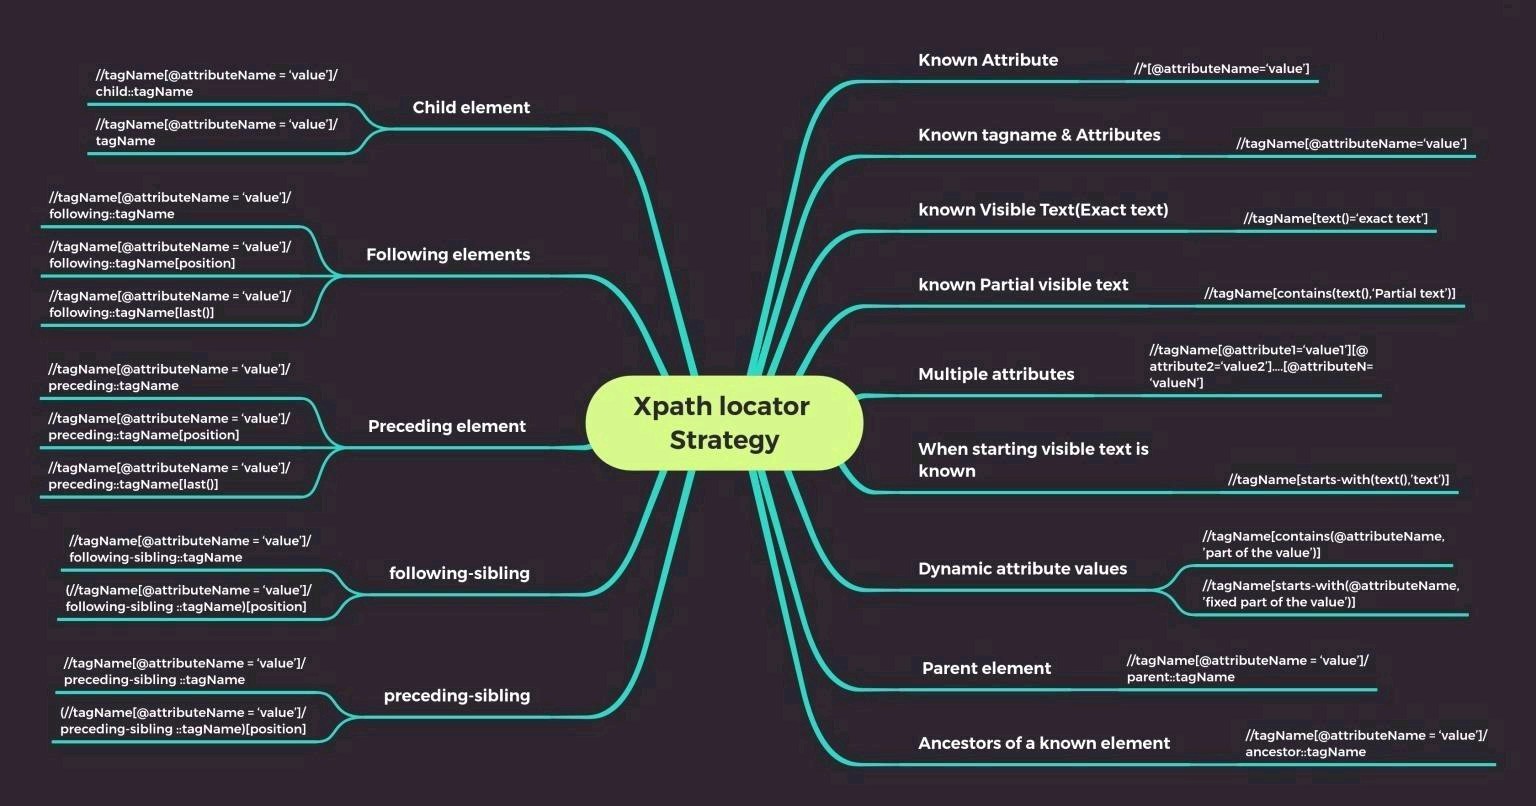 Xpath locator
Strategy
Child element
//tagName[@attributeName = ‘value’]/
child::tagName
//tagName[@attributeName = ‘value’]/
tagName
Following elements
//tagName[@attributeName = ‘value’]/
following::tagName
//tagName[@attributeName = ‘value’]/
following::tagName[position]
//tagName[@attributeName = ‘value’]/
following::tagName[last()]
Preceding element
//tagName[@attributeName = ‘value’]/
preceding::tagName
//tagName[@attributeName = ‘value’]/
preceding::tagName[position]
//tagName[@attributeName = ‘value’]/
preceding::tagName[last()]
following-sibling
//tagName[@attributeName = ‘value’]/
following-sibling::tagName
(//tagName[@attributeName = ‘value’]/
following-sibling ::tagName)[position]
preceding-sibling
//tagName[@attributeName = ‘value’]/
preceding-sibling ::tagName
(//tagName[@attributeName = ‘value’]/
preceding-sibling ::tagName)[position]
Known Attribute
//*[@attributeName=‘value’]
Known tagname & Attributes
//tagName[@attributeName=‘value’]
known Visible Text(Exact text)
//tagName[text()=‘exact text’]
known Partial visible text
//tagName[contains(text(),‘Partial text’)]
Multiple attributes
//tagName[@attribute1=‘value1’][@
attribute2=‘value2’]....[@attributeN=
‘valueN’]
When starting visible text is
known
//tagName[starts-with(text(),’text’)]
Dynamic attribute values
//tagName[contains(@attributeName,
’part of the value’)]
//tagName[starts-with(@attributeName,
’fixed part of the value’)]
Parent element
//tagName[@attributeName = ‘value’]/
parent::tagName
Ancestors of a known element
//tagName[@attributeName = ‘value’]/
ancestor::tagName